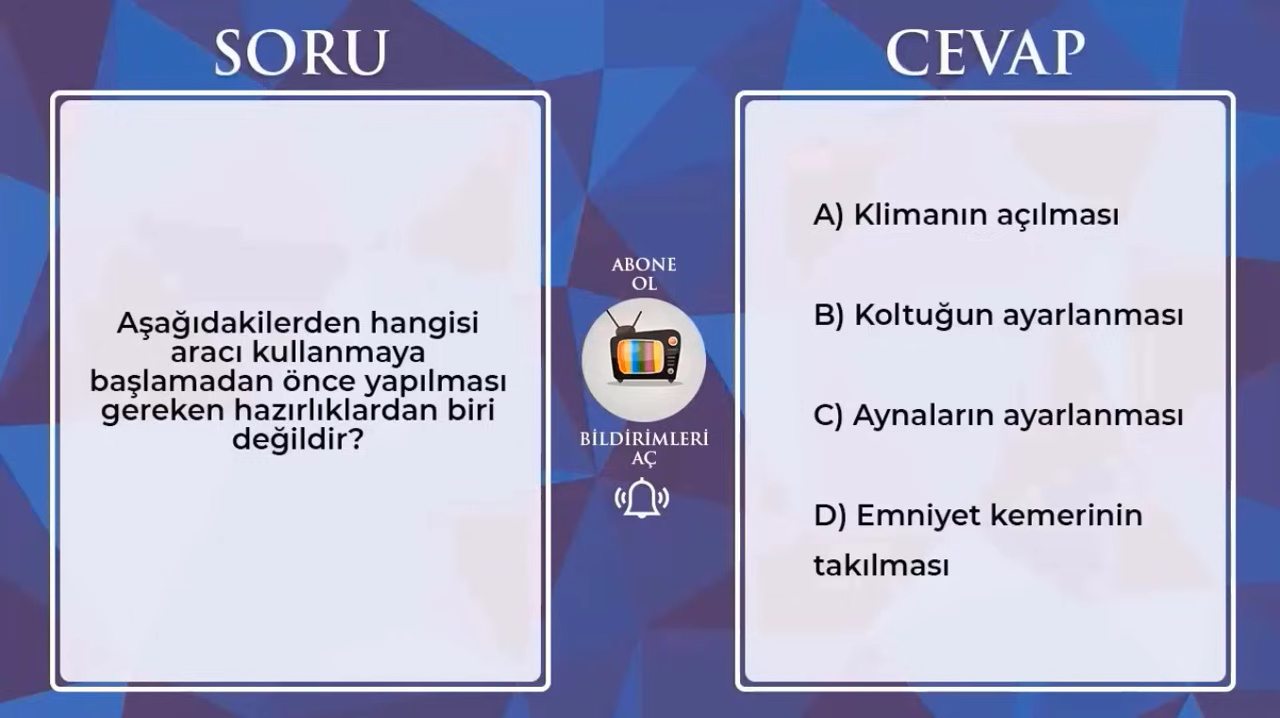 SORU
Aşağıdakilerden hangisi
aracı kullanmaya
başlamadan önce yapılması
gereken hazırlıklardan biri
değildir?
ABONE
OL
BİLDİRİMLERİ
AÇ
CEVAP
A) Klimanın açılması
B) Koltuğun ayarlanması
C) Aynaların ayarlanması
D) Emniyet kemerinin
takılması